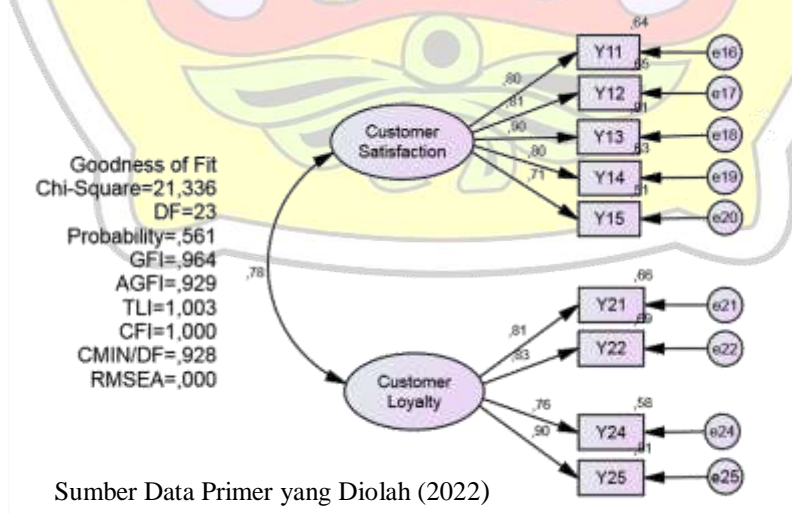 ,64
Y11
e16
,65
,80
Y12
e17
,81
,81
Customer
Satisfaction
,90
Y13
e18
,63
,80
Y14
e19
,71
,51
Y15
e20
Goodness of Fit
Chi-Square=21,336
DF=23
Probability=,561
GFI=,964
AGFI=,929
TLI=1,003
CFI=1,000
CMIN/DF=,928
RMSEA=,000
,78
,66
Y21
e21
,81
,69
Y22
e22
,83
Customer
Loyalty
,76
,58
Y24
e24
,90
,81
Y25
e25
Sumber Data Primer yang Diolah (2022)